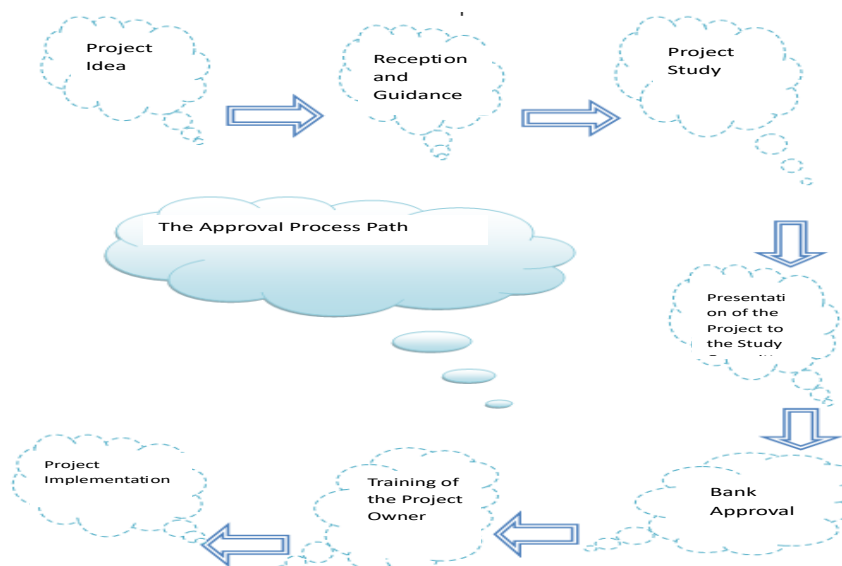 Project
Idea
Reception
and
Guidance
Project
Study
The Approval Process Path
Presentati
on of the
Project to
the Study
Bank
Approval
Training of
the Project
Owner
Project
Implementation